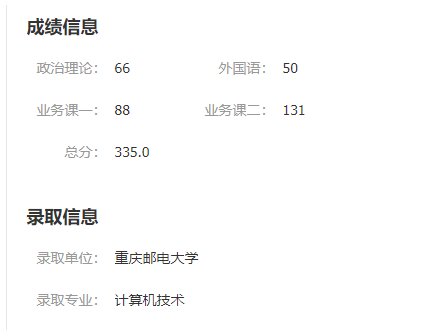 成绩信息
政治理论: 66 外国语: 50
业务课一: 88 业务课二: 131
总分: 335.0
录取信息
录取单位: 重庆邮电大学
录取专业: 计算机技术